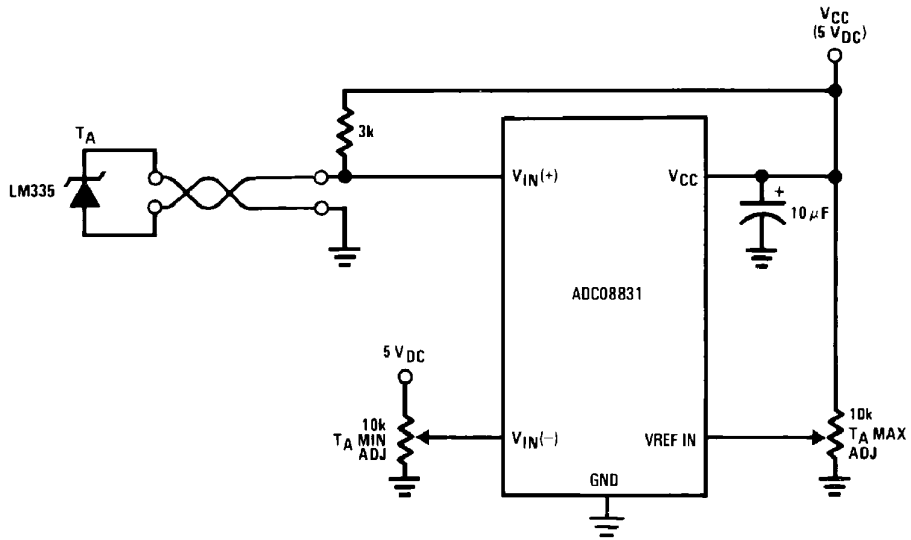 VCC
(5 VDC)
3k
TA
LM335
VIN(+)
VCC
+
10 μF
ADC08831
5 VDC
10k
TA MIN
ADJ
VIN(−)
VREF IN
10k
TA MAX
ADJ
GND